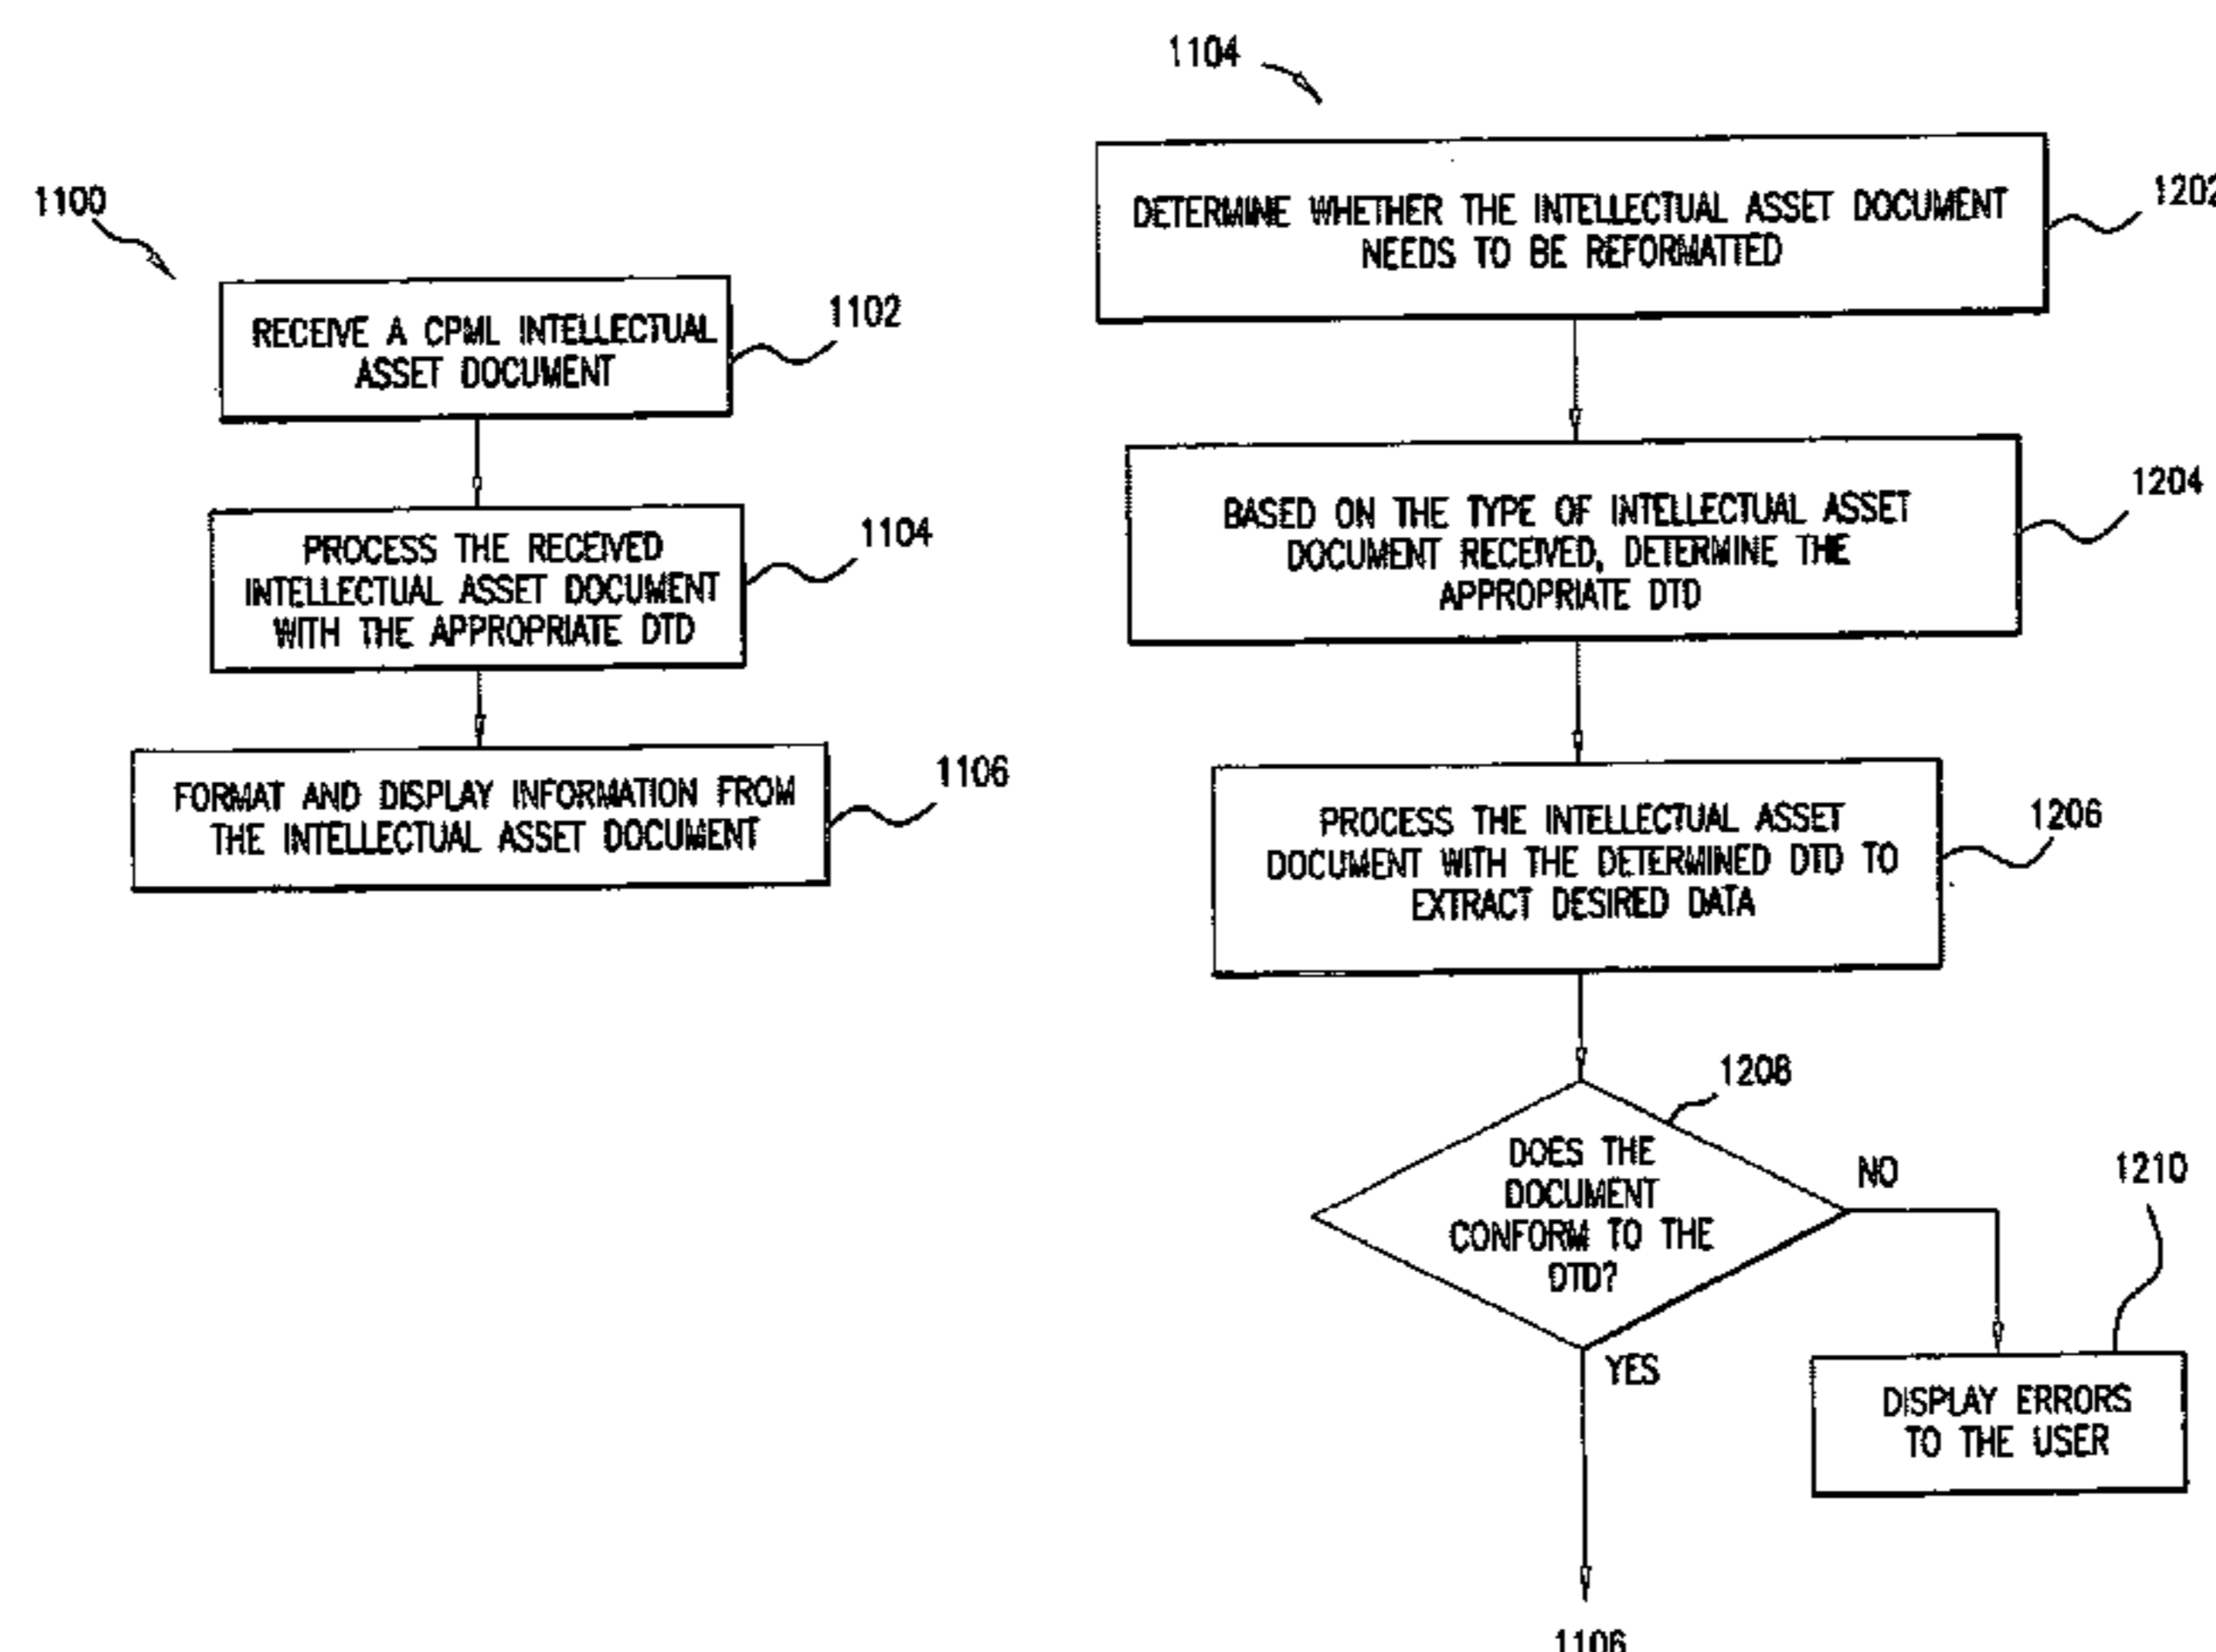 1100
RECEIVE A CPML INTELLECTUAL
ASSET DOCUMENT
1102
PROCESS THE RECEIVED
INTELLECTUAL ASSET DOCUMENT
WITH THE APPROPRIATE DTD
1104
FORMAT AND DISPLAY INFORMATION FROM
THE INTELLECTUAL ASSET DOCUMENT
1106
1104
DETERMINE WHETHER THE INTELLECTUAL ASSET DOCUMENT
NEEDS TO BE REFORMATTED
1202
BASED ON THE TYPE OF INTELLECTUAL ASSET
DOCUMENT RECEIVED, DETERMINE THE
APPROPRIATE DTD
1204
PROCESS THE INTELLECTUAL ASSET
DOCUMENT WITH THE DETERMINED DTD TO
EXTRACT DESIRED DATA
1206
1208
DOES THE
DOCUMENT
CONFORM TO THE
DTD?
NO
1210
YES
DISPLAY ERRORS
TO THE USER
1106